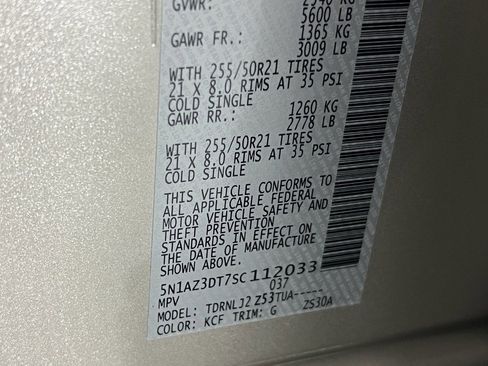 GVWR: 2540 KG
5600 LB
GAWR FR.: 1365 KG
3009 LB
WITH 255/50R21 TIRES
21 X 8.0 RIMS AT 35 PSI
COLD SINGLE
GAWR RR.: 1260 KG
2778 LB
WITH 255/50R21 TIRES
21 X 8.0 RIMS AT 35 PSI
COLD SINGLE
THIS VEHICLE CONFORMS TO
ALL APPLICABLE FEDERAL
MOTOR VEHICLE SAFETY AND
THEFT PREVENTION
STANDARDS IN EFFECT ON
THE DATE OF MANUFACTURE
SHOWN ABOVE.
5N1AZ3DT7SC112033
MPV 037
MODEL: TDRNLJ2 Z53TUA-----
COLOR: KCF TRIM: G ZS30A